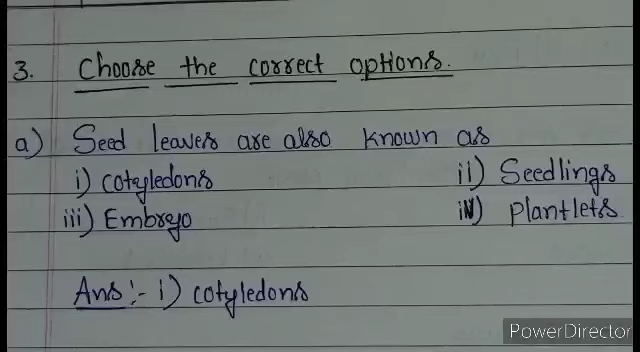 3. Choose the correct options.
a) Seed leaves are also known as
i) cotyledons ii) Seedlings
iii) Embryo iv) plantlets
Ans :- i) cotyledons
PowerDirector